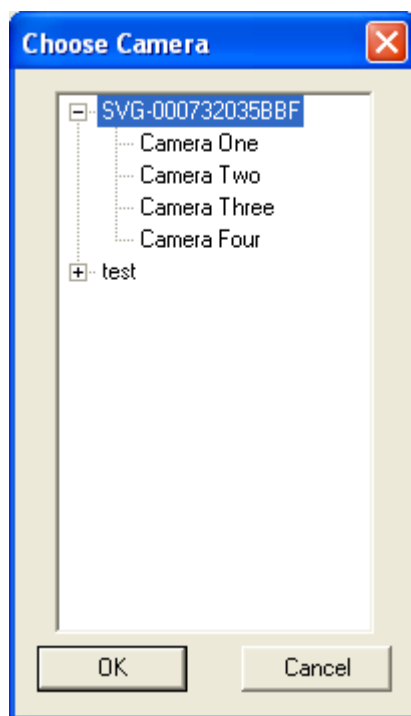 Choose Camera
SVG-000732035BBF
Camera One
Camera Two
Camera Three
Camera Four
test
OK Cancel